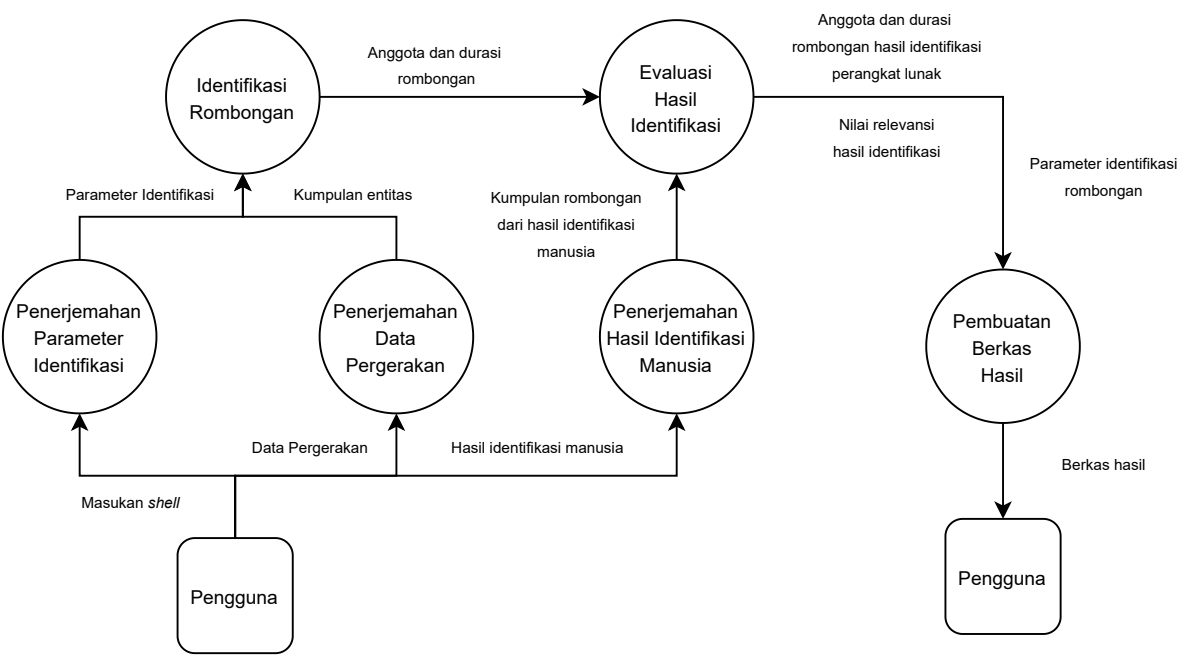 Identifikasi
Rombongan
Anggota dan durasi
rombongan
Evaluasi
Hasil
Identifikasi
Anggota dan durasi
rombongan hasil identifikasi
perangkat lunak
Nilai relevansi
hasil identifikasi
Parameter identifikasi
rombongan
Parameter Identifikasi
Kumpulan entitas
Kumpulan rombongan
dari hasil identifikasi
manusia
Penerjemahan
Parameter
Identifikasi
Penerjemahan
Data
Pergerakan
Penerjemahan
Hasil Identifikasi
Manusia
Pembuatan
Berkas
Hasil
Data Pergerakan
Hasil identifikasi manusia
Masukan shell
Berkas hasil
Pengguna
Pengguna